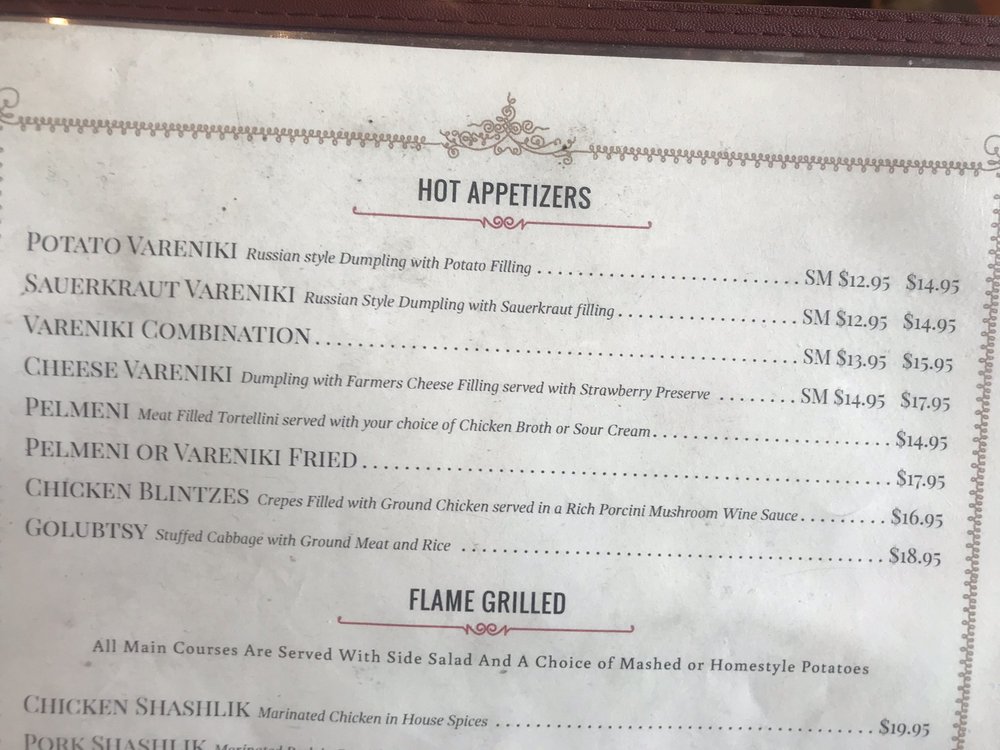 HOT APPETIZERS
POTATO VARENIKI Russian style Dumpling with Potato Filling ........................... SM $12.95 $14.95
SAUERKRAUT VARENIKI Russian Style Dumpling with Sauerkraut filling .................. SM $12.95 $14.95
VARENIKI COMBINATION ................................................ SM $13.95 $15.95
CHEESE VARENIKI Dumpling with Farmers Cheese Filling served with Strawberry Preserve ........ SM $14.95 $17.95
PELMENI Meat Filled Tortellini served with your choice of Chicken Broth or Sour Cream ........................ $14.95
PELMENI OR VARENIKI FRIED ..................................................... $17.95
CHICKEN BLINTZES Crepes Filled with Ground Chicken served in a Rich Porcini Mushroom Wine Sauce ......... $16.95
GOLUBTSY Stuffed Cabbage with Ground Meat and Rice .......................................... $18.95
FLAME GRILLED
All Main Courses Are Served With Side Salad And A Choice of Mashed or Homestyle Potatoes
CHICKEN SHASHLIK Marinated Chicken in House Spices ...................................... $19.95
PORK SHASHLIK Marinated